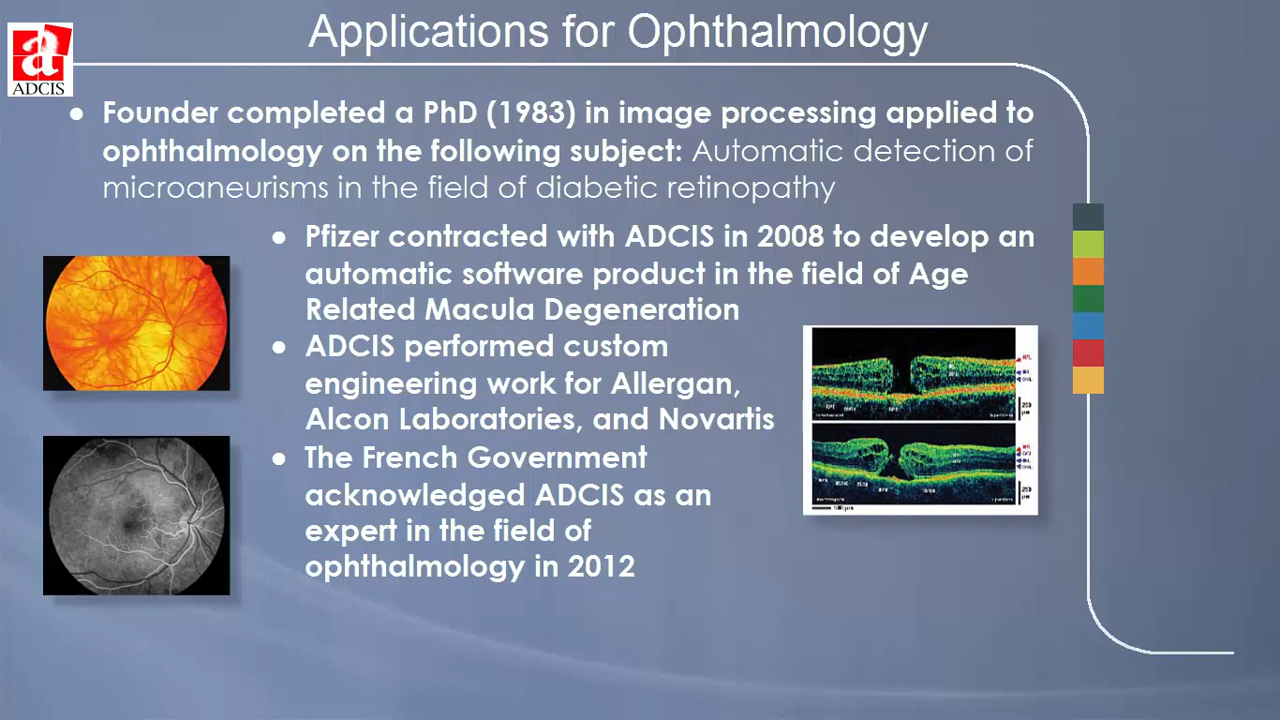 Applications for Ophthalmology
ADCIS
● Founder completed a PhD (1983) in image processing applied to
ophthalmology on the following subject: Automatic detection of
microaneurisms in the field of diabetic retinopathy
● Pfizer contracted with ADCIS in 2008 to develop an
automatic software product in the field of Age
Related Macula Degeneration
● ADCIS performed custom
engineering work for Allergan,
Alcon Laboratories, and Novartis
● The French Government
acknowledged ADCIS as an
expert in the field of
ophthalmology in 2012
250
250